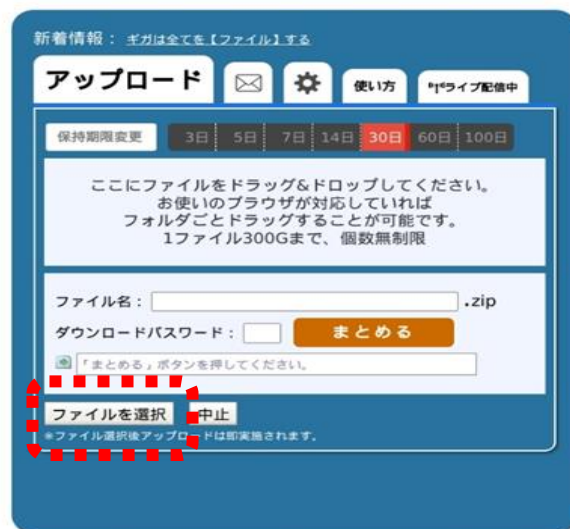 新着情報： ギガは全てを【ファイル】する
アップロード 使い方 ライブ配信中
保持期限変更 3日 5日 7日 14日 30日 60日 100日
ここにファイルをドラッグ&ドロップしてください。
お使いのブラウザが対応していれば
フォルダごとドラッグすることが可能です。
1ファイル300Gまで、個数無制限
ファイル名： .zip
ダウンロードパスワード： まとめる
「まとめる」ボタンを押してください。
ファイルを選択 中止
※ファイル選択後アップロードは即実施されます。